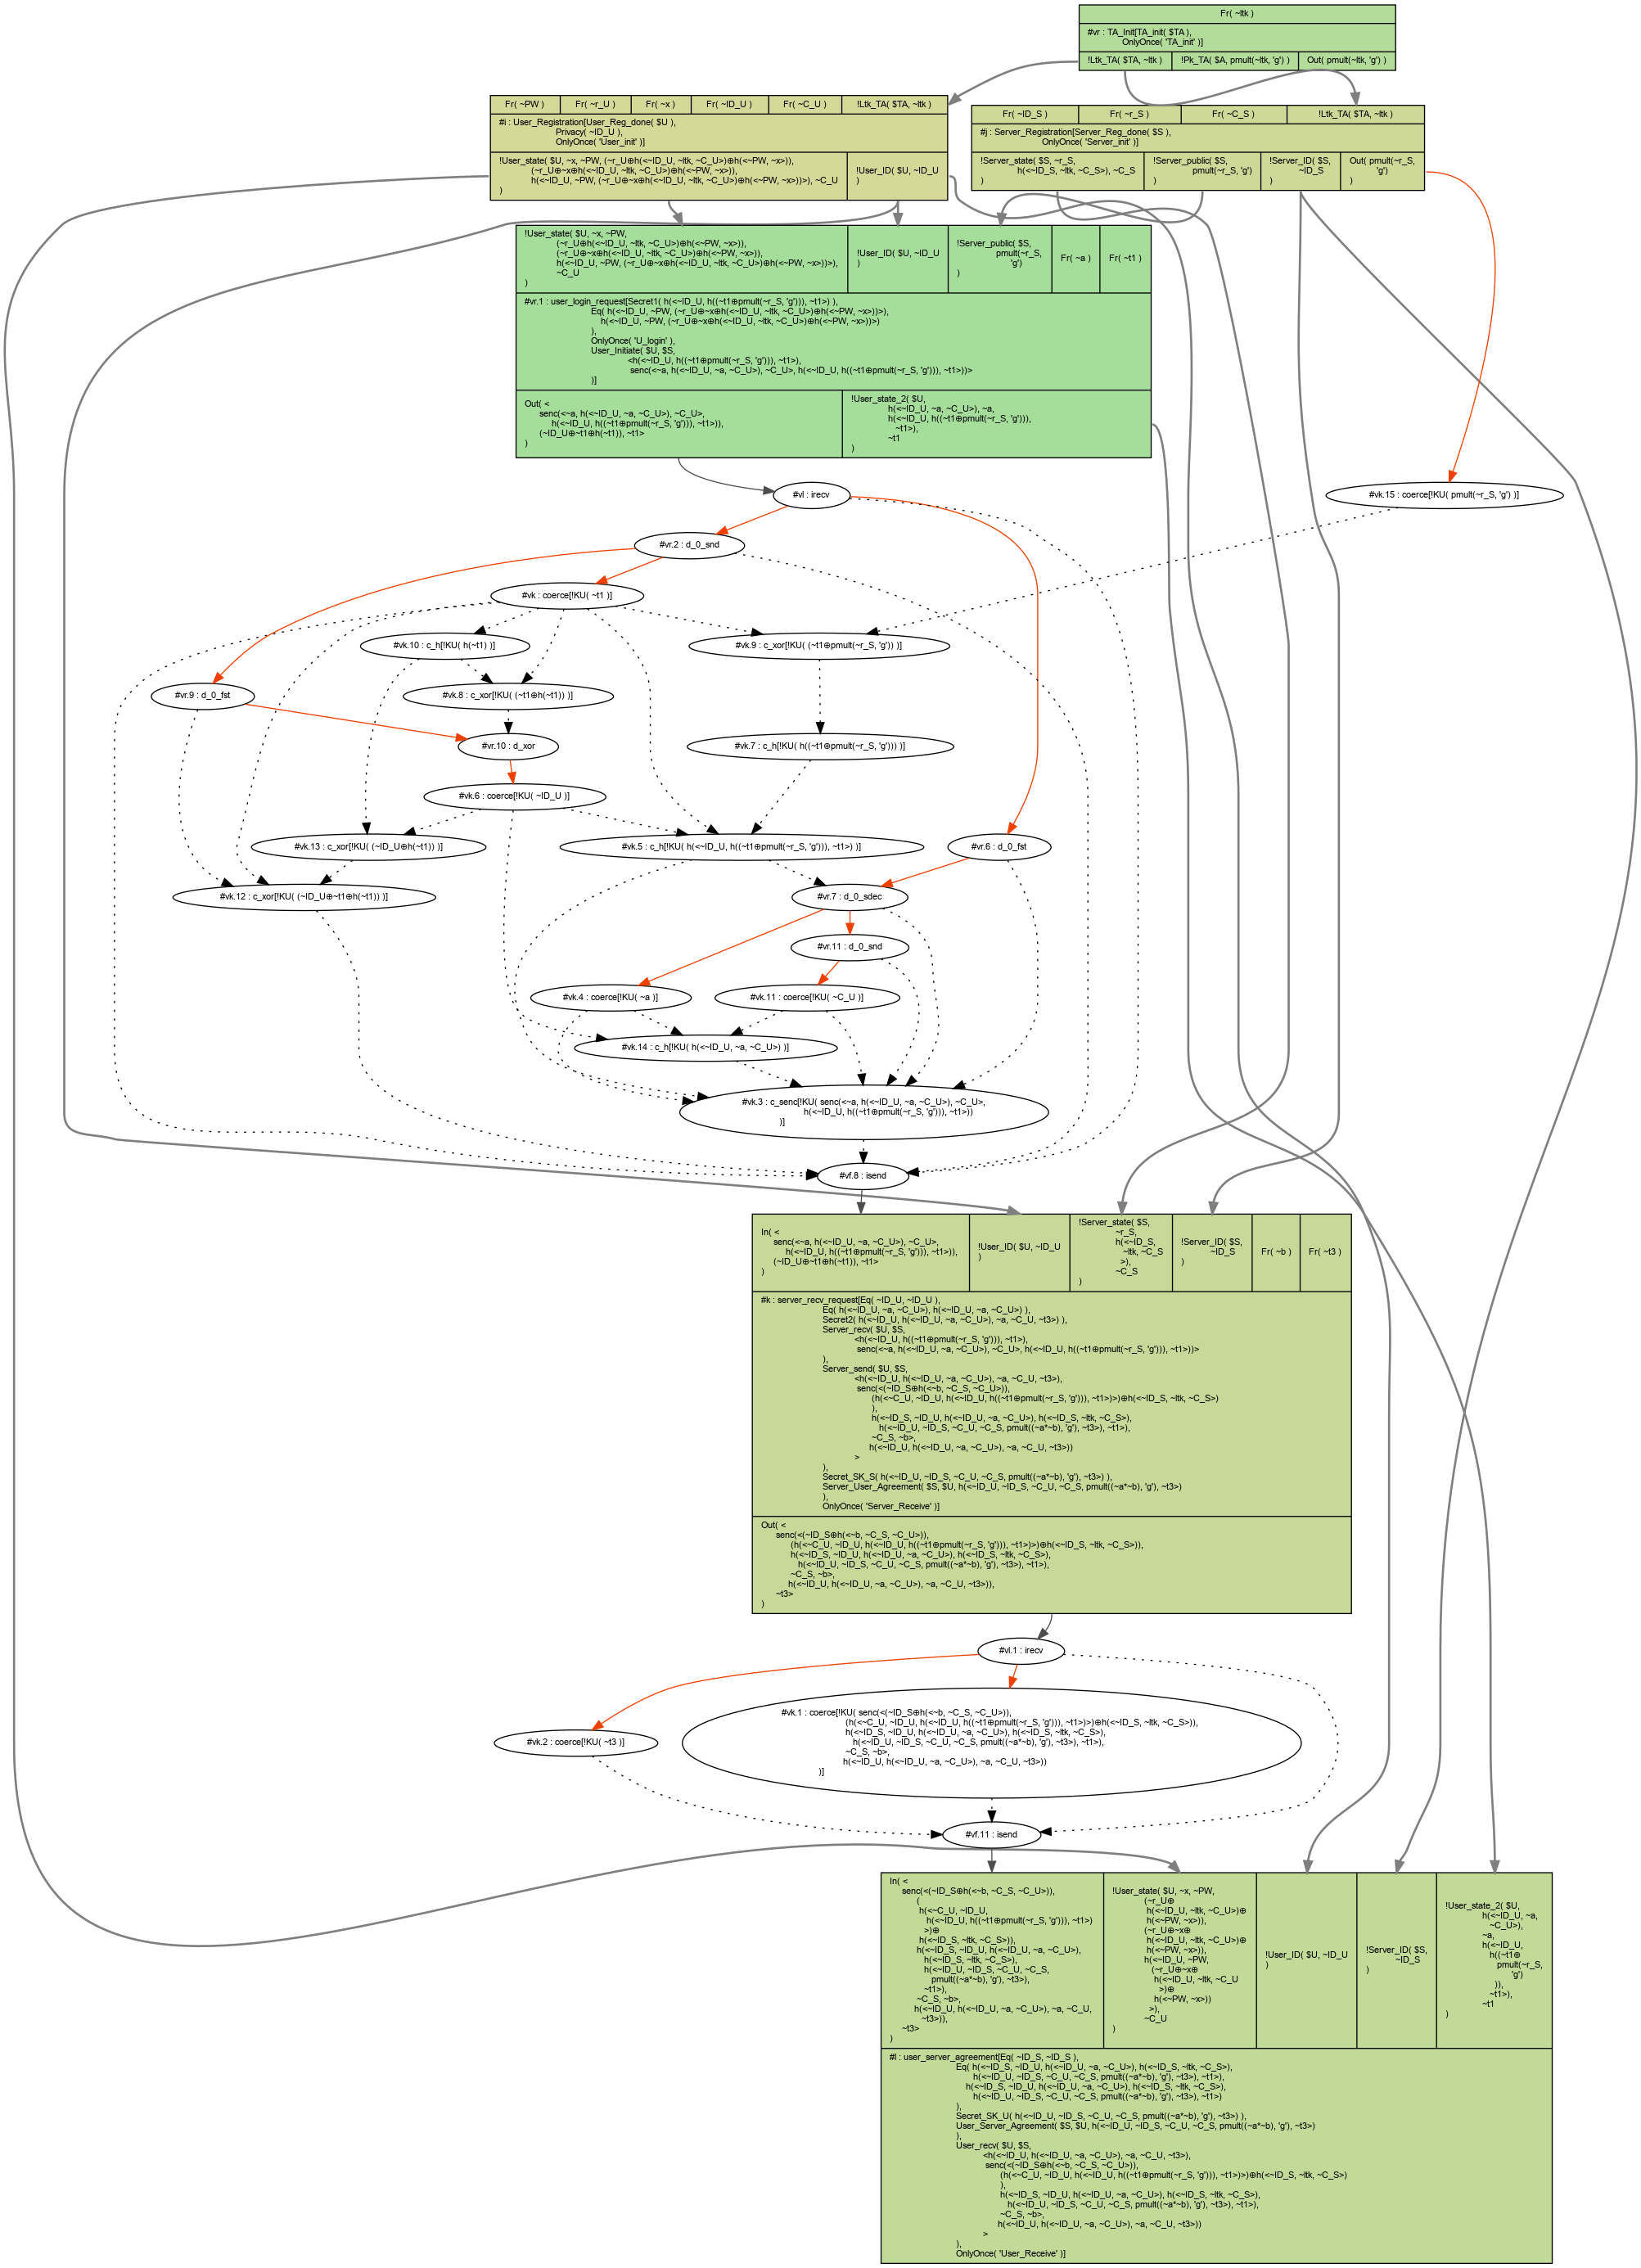 Fr( ~ltk )
#vr : TA_Init[TA_init( $TA ),
OnlyOnce( 'TA_init' )]
!Ltk_TA( $TA, ~ltk )
!Pk_TA( $A, pmult(~ltk, 'g') )
Out( pmult(~ltk, 'g') )
Fr( ~PW )
Fr( ~r_U )
Fr( ~x )
Fr( ~ID_U )
Fr( ~C_U )
!Ltk_TA( $TA, ~ltk )
#i : User_Registration[User_Reg_done( $U ),
Privacy( ~ID_U ),
OnlyOnce( 'User_init' )]
!User_state( $U, ~x, ~PW, (~r_U⊕h(<~ID_U, ~ltk, ~C_U>)⊕h(<~PW, ~x>)),
(~r_U⊕~x⊕h(<~ID_U, ~ltk, ~C_U>)⊕h(<~PW, ~x>)),
h(<~ID_U, ~PW, (~r_U⊕~x⊕h(<~ID_U, ~ltk, ~C_U>)⊕h(<~PW, ~x>))>), ~C_U
)
!User_ID( $U, ~ID_U
)
Fr( ~ID_S )
Fr( ~r_S )
Fr( ~C_S )
!Ltk_TA( $TA, ~ltk )
#j : Server_Registration[Server_Reg_done( $S ),
OnlyOnce( 'Server_init' )]
!Server_state( $S, ~r_S,
h(<~ID_S, ~ltk, ~C_S>), ~C_S
)
!Server_public( $S,
pmult(~r_S, 'g')
)
!Server_ID( $S,
~ID_S
)
Out( pmult(~r_S,
'g')
)
!User_state( $U, ~x, ~PW,
(~r_U⊕h(<~ID_U, ~ltk, ~C_U>)⊕h(<~PW, ~x>)),
(~r_U⊕~x⊕h(<~ID_U, ~ltk, ~C_U>)⊕h(<~PW, ~x>)),
h(<~ID_U, ~PW, (~r_U⊕~x⊕h(<~ID_U, ~ltk, ~C_U>)⊕h(<~PW, ~x>))>),
~C_U
)
!User_ID( $U, ~ID_U
)
!Server_public( $S,
pmult(~r_S,
'g')
)
Fr( ~a )
Fr( ~t1 )
#vr.1 : user_login_request[Secret1( h(<~ID_U, h((~t1⊕pmult(~r_S, 'g'))), ~t1>) ),
Eq( h(<~ID_U, ~PW, (~r_U⊕~x⊕h(<~ID_U, ~ltk, ~C_U>)⊕h(<~PW, ~x>))>),
h(<~ID_U, ~PW, (~r_U⊕~x⊕h(<~ID_U, ~ltk, ~C_U>)⊕h(<~PW, ~x>))>)
),
OnlyOnce( 'U_login' ),
User_Initiate( $U, $S,
<h(<~ID_U, h((~t1⊕pmult(~r_S, 'g'))), ~t1>),
senc(<~a, h(<~ID_U, ~a, ~C_U>), ~C_U>, h(<~ID_U, h((~t1⊕pmult(~r_S, 'g'))), ~t1>))>
)]
Out( <
senc(<~a, h(<~ID_U, ~a, ~C_U>), ~C_U>,
h(<~ID_U, h((~t1⊕pmult(~r_S, 'g'))), ~t1>)),
(~ID_U⊕~t1⊕h(~t1)), ~t1>
)
!User_state_2( $U,
h(<~ID_U, ~a, ~C_U>), ~a,
h(<~ID_U, h((~t1⊕pmult(~r_S, 'g'))),
~t1>),
~t1
)
#vl : irecv
#vk.15 : coerce[!KU( pmult(~r_S, 'g') )]
#vr.2 : d_0_snd
#vk : coerce[!KU( ~t1 )]
#vk.10 : c_h[!KU( h(~t1) )]
#vk.9 : c_xor[!KU( (~t1⊕pmult(~r_S, 'g')) )]
#vr.9 : d_0_fst
#vk.8 : c_xor[!KU( (~t1⊕h(~t1)) )]
#vr.10 : d_xor
#vk.7 : c_h[!KU( h((~t1⊕pmult(~r_S, 'g'))) )]
#vk.6 : coerce[!KU( ~ID_U )]
#vk.13 : c_xor[!KU( (~ID_U⊕h(~t1)) )]
#vk.5 : c_h[!KU( h(<~ID_U, h((~t1⊕pmult(~r_S, 'g'))), ~t1>) )]
#vr.6 : d_0_fst
#vk.12 : c_xor[!KU( (~ID_U⊕~t1⊕h(~t1)) )]
#vr.7 : d_0_sdec
#vr.11 : d_0_snd
#vk.4 : coerce[!KU( ~a )]
#vk.11 : coerce[!KU( ~C_U )]
#vk.14 : c_h[!KU( h(<~ID_U, ~a, ~C_U>) )]
#vk.3 : c_senc[!KU( senc(<~a, h(<~ID_U, ~a, ~C_U>), ~C_U>,
h(<~ID_U, h((~t1⊕pmult(~r_S, 'g'))), ~t1>))
)]
#vf.8 : isend
In( <
senc(<~a, h(<~ID_U, ~a, ~C_U>), ~C_U>,
h(<~ID_U, h((~t1⊕pmult(~r_S, 'g'))), ~t1>)),
(~ID_U⊕~t1⊕h(~t1)), ~t1>
)
!User_ID( $U, ~ID_U
)
!Server_state( $S,
~r_S,
h(<~ID_S,
~ltk, ~C_S
>),
~C_S
)
!Server_ID( $S,
~ID_S
)
Fr( ~b )
Fr( ~t3 )
#k : server_recv_request[Eq( ~ID_U, ~ID_U ),
Eq( h(<~ID_U, ~a, ~C_U>), h(<~ID_U, ~a, ~C_U>) ),
Secret2( h(<~ID_U, h(<~ID_U, ~a, ~C_U>), ~a, ~C_U, ~t3>) ),
Server_recv( $U, $S,
<h(<~ID_U, h((~t1⊕pmult(~r_S, 'g'))), ~t1>),
senc(<~a, h(<~ID_U, ~a, ~C_U>), ~C_U>, h(<~ID_U, h((~t1⊕pmult(~r_S, 'g'))), ~t1>))>
),
Server_send( $U, $S,
<h(<~ID_U, h(<~ID_U, ~a, ~C_U>), ~a, ~C_U, ~t3>),
senc(<(~ID_S⊕h(<~b, ~C_S, ~C_U>)),
(h(<~C_U, ~ID_U, h(<~ID_U, h((~t1⊕pmult(~r_S, 'g'))), ~t1>)>)⊕h(<~ID_S, ~ltk, ~C_S>)
),
h(<~ID_S, ~ID_U, h(<~ID_U, ~a, ~C_U>), h(<~ID_S, ~ltk, ~C_S>),
h(<~ID_U, ~ID_S, ~C_U, ~C_S, pmult((~a*~b), 'g'), ~t3>), ~t1>),
~C_S, ~b>,
h(<~ID_U, h(<~ID_U, ~a, ~C_U>), ~a, ~C_U, ~t3>))
>
),
Secret_SK_S( h(<~ID_U, ~ID_S, ~C_U, ~C_S, pmult((~a*~b), 'g'), ~t3>) ),
Server_User_Agreement( $S, $U, h(<~ID_U, ~ID_S, ~C_U, ~C_S, pmult((~a*~b), 'g'), ~t3>)
),
OnlyOnce( 'Server_Receive' )]
Out( <
senc(<(~ID_S⊕h(<~b, ~C_S, ~C_U>)),
(h(<~C_U, ~ID_U, h(<~ID_U, h((~t1⊕pmult(~r_S, 'g'))), ~t1>)>)⊕h(<~ID_S, ~ltk, ~C_S>)),
h(<~ID_S, ~ID_U, h(<~ID_U, ~a, ~C_U>), h(<~ID_S, ~ltk, ~C_S>),
h(<~ID_U, ~ID_S, ~C_U, ~C_S, pmult((~a*~b), 'g'), ~t3>), ~t1>),
~C_S, ~b>,
h(<~ID_U, h(<~ID_U, ~a, ~C_U>), ~a, ~C_U, ~t3>)),
~t3>
)
#vl.1 : irecv
#vk.2 : coerce[!KU( ~t3 )]
#vk.1 : coerce[!KU( senc(<(~ID_S⊕h(<~b, ~C_S, ~C_U>)),
(h(<~C_U, ~ID_U, h(<~ID_U, h((~t1⊕pmult(~r_S, 'g'))), ~t1>)>)⊕h(<~ID_S, ~ltk, ~C_S>)),
h(<~ID_S, ~ID_U, h(<~ID_U, ~a, ~C_U>), h(<~ID_S, ~ltk, ~C_S>),
h(<~ID_U, ~ID_S, ~C_U, ~C_S, pmult((~a*~b), 'g'), ~t3>), ~t1>),
~C_S, ~b>,
h(<~ID_U, h(<~ID_U, ~a, ~C_U>), ~a, ~C_U, ~t3>))
)]
#vf.11 : isend
In( <
senc(<(~ID_S⊕h(<~b, ~C_S, ~C_U>)),
(
h(<~C_U, ~ID_U,
h(<~ID_U, h((~t1⊕pmult(~r_S, 'g'))), ~t1>)
>)⊕
h(<~ID_S, ~ltk, ~C_S>)),
h(<~ID_S, ~ID_U, h(<~ID_U, ~a, ~C_U>),
h(<~ID_S, ~ltk, ~C_S>),
h(<~ID_U, ~ID_S, ~C_U, ~C_S,
pmult((~a*~b), 'g'), ~t3>),
~t1>),
~C_S, ~b>,
h(<~ID_U, h(<~ID_U, ~a, ~C_U>), ~a, ~C_U,
~t3>)),
~t3>
)
!User_state( $U, ~x, ~PW,
(~r_U⊕
h(<~ID_U, ~ltk, ~C_U>)⊕
h(<~PW, ~x>)),
(~r_U⊕~x⊕
h(<~ID_U, ~ltk, ~C_U>)⊕
h(<~PW, ~x>)),
h(<~ID_U, ~PW,
(~r_U⊕~x⊕
h(<~ID_U, ~ltk, ~C_U
>)⊕
h(<~PW, ~x>))
>),
~C_U
)
!User_ID( $U, ~ID_U
)
!Server_ID( $S,
~ID_S
)
!User_state_2( $U,
h(<~ID_U, ~a,
~C_U>),
~a,
h(<~ID_U,
h((~t1⊕
pmult(~r_S,
'g')
)),
~t1>),
~t1
)
#l : user_server_agreement[Eq( ~ID_S, ~ID_S ),
Eq( h(<~ID_S, ~ID_U, h(<~ID_U, ~a, ~C_U>), h(<~ID_S, ~ltk, ~C_S>),
h(<~ID_U, ~ID_S, ~C_U, ~C_S, pmult((~a*~b), 'g'), ~t3>), ~t1>),
h(<~ID_S, ~ID_U, h(<~ID_U, ~a, ~C_U>), h(<~ID_S, ~ltk, ~C_S>),
h(<~ID_U, ~ID_S, ~C_U, ~C_S, pmult((~a*~b), 'g'), ~t3>), ~t1>)
),
Secret_SK_U( h(<~ID_U, ~ID_S, ~C_U, ~C_S, pmult((~a*~b), 'g'), ~t3>) ),
User_Server_Agreement( $S, $U, h(<~ID_U, ~ID_S, ~C_U, ~C_S, pmult((~a*~b), 'g'), ~t3>)
),
User_recv( $U, $S,
<h(<~ID_U, h(<~ID_U, ~a, ~C_U>), ~a, ~C_U, ~t3>),
senc(<(~ID_S⊕h(<~b, ~C_S, ~C_U>)),
(h(<~C_U, ~ID_U, h(<~ID_U, h((~t1⊕pmult(~r_S, 'g'))), ~t1>)>)⊕h(<~ID_S, ~ltk, ~C_S>)
),
h(<~ID_S, ~ID_U, h(<~ID_U, ~a, ~C_U>), h(<~ID_S, ~ltk, ~C_S>),
h(<~ID_U, ~ID_S, ~C_U, ~C_S, pmult((~a*~b), 'g'), ~t3>), ~t1>),
~C_S, ~b>,
h(<~ID_U, h(<~ID_U, ~a, ~C_U>), ~a, ~C_U, ~t3>))
>
),
OnlyOnce( 'User_Receive' )]